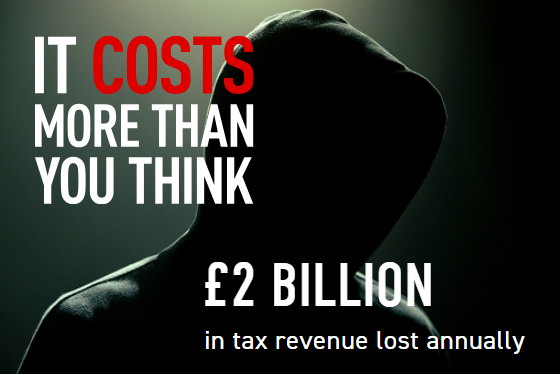 IT COSTS
MORE THAN
YOU THINK
£2 BILLION
in tax revenue lost annually